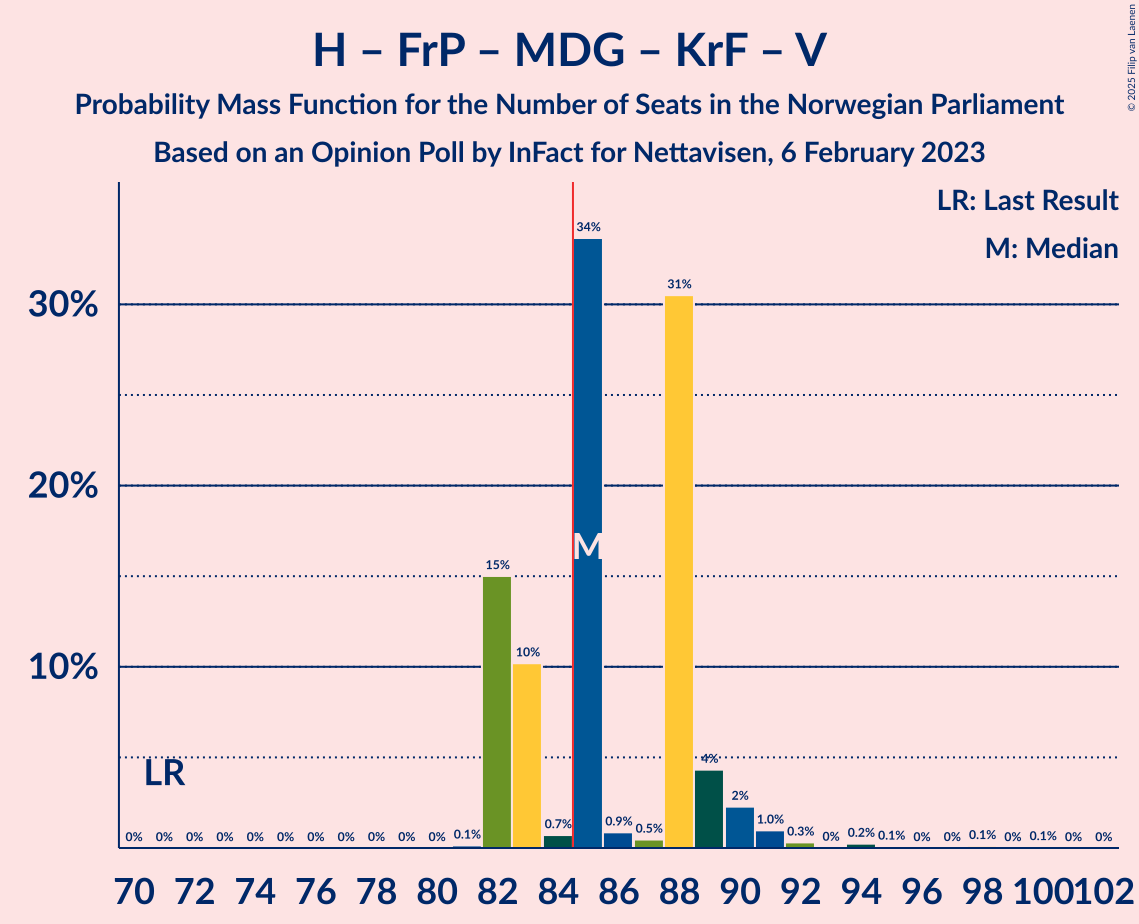 H – FrP – MDG – KrF – V
Probability Mass Function for the Number of Seats in the Norwegian Parliament
Based on an Opinion Poll by InFact for Nettavisen, 6 February 2023
© 2025 Filip van Laenen
LR: Last Result
M: Median
34%
31%
30%
20%
M
15%
10%
10%
LR
4%
2%
0% 0% 0% 0% 0% 0% 0% 0% 0% 0% 0% 0.1% 0.7% 0.9% 0.5% 1.0% 0.3% 0% 0.2% 0.1% 0% 0% 0.1% 0% 0.1% 0% 0%
70 72 74 76 78 80 82 84 86 88 90 92 94 96 98 100 102